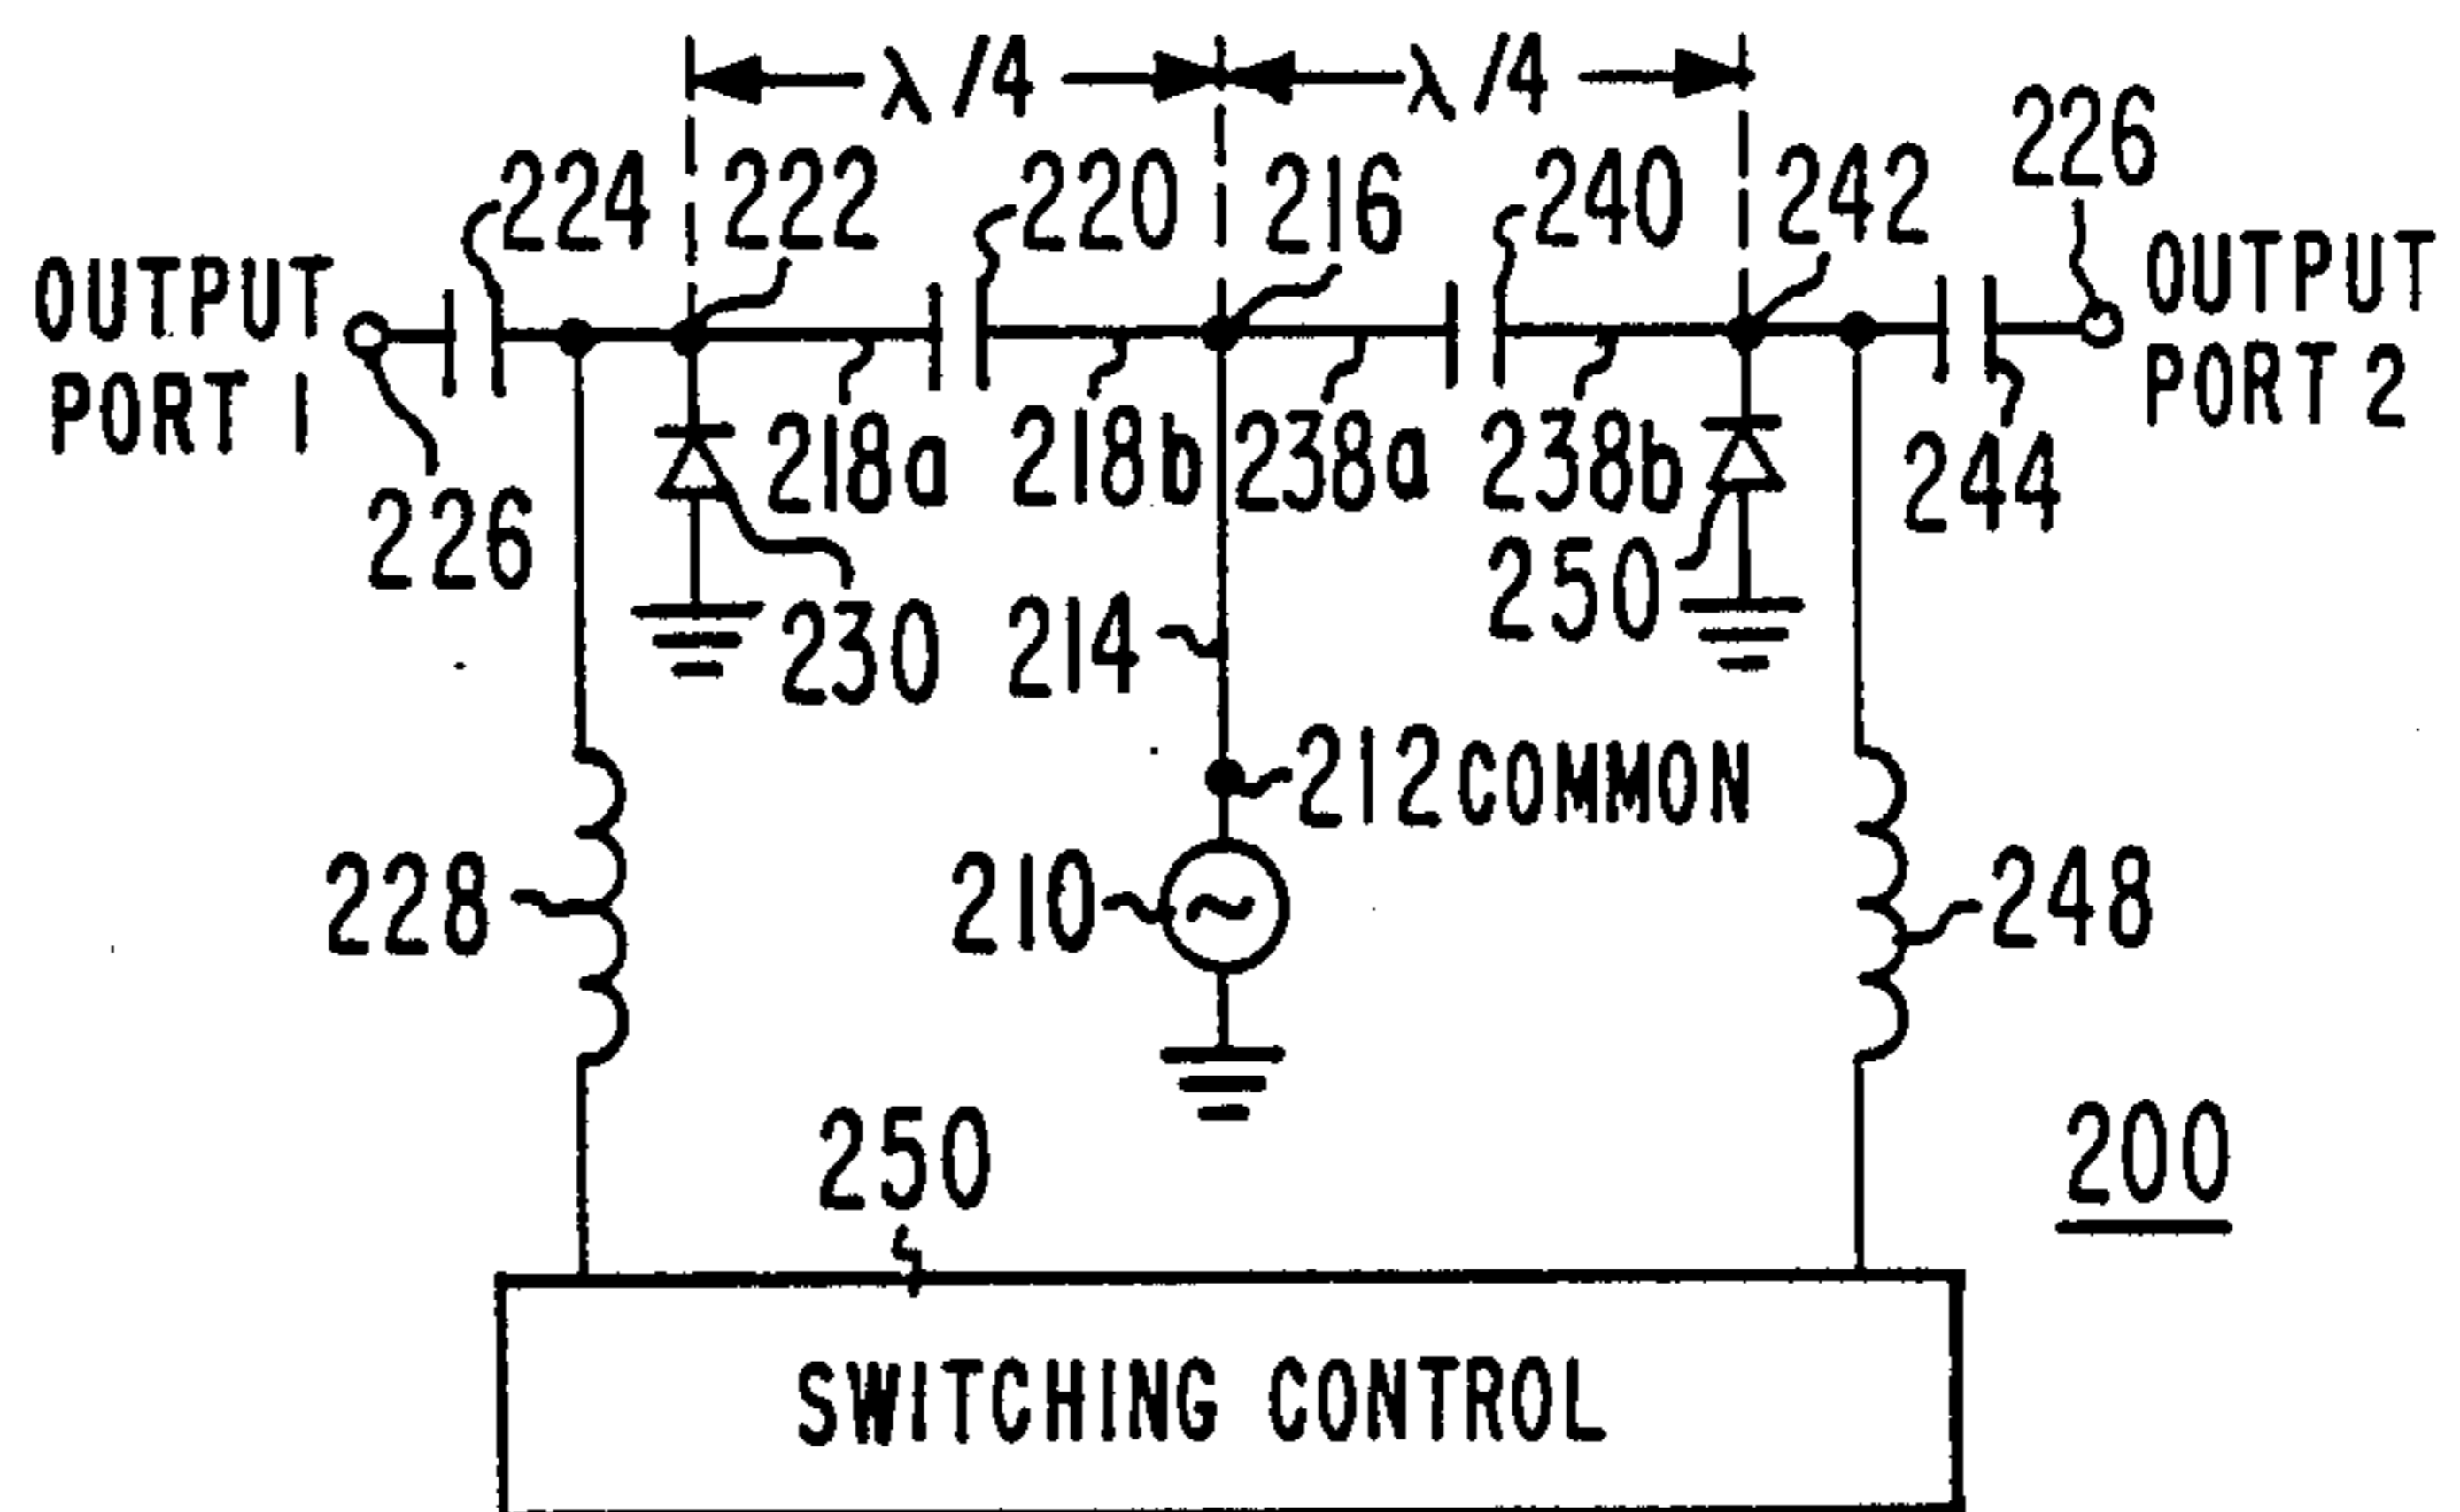 λ/4 λ/4
224 222 220 216 240 242 226
OUTPUT
PORT 1
OUTPUT
PORT 2
218a 218b 238a 238b 244
226
250
230 214
212 COMMON
228 210 248
250
200
SWITCHING CONTROL